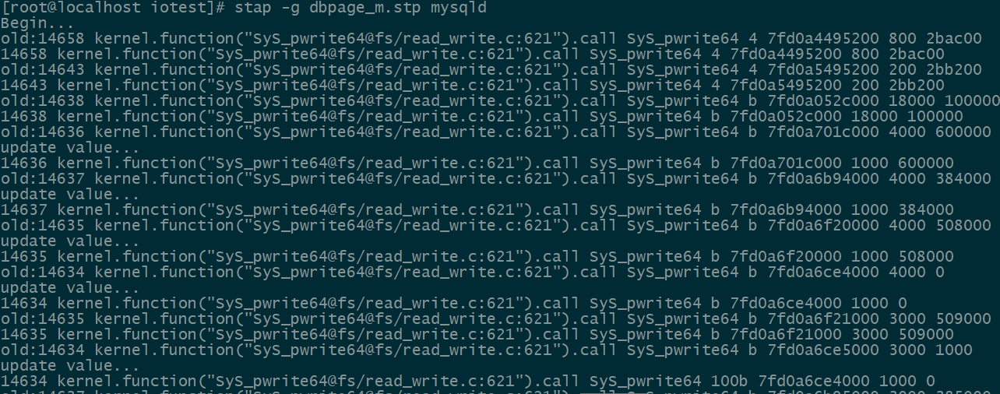 [root@localhost iotest]# stap -g dbpage_m.stp mysqld
Begin...
old:14658 kernel.function("SyS_pwrite64@fs/read_write.c:621").call SyS_pwrite64 4 7fd0a4495200 800 2bac00
14658 kernel.function("SyS_pwrite64@fs/read_write.c:621").call SyS_pwrite64 4 7fd0a4495200 800 2bac00
old:14643 kernel.function("SyS_pwrite64@fs/read_write.c:621").call SyS_pwrite64 4 7fd0a5495200 200 2bb200
14643 kernel.function("SyS_pwrite64@fs/read_write.c:621").call SyS_pwrite64 4 7fd0a5495200 200 2bb200
old:14638 kernel.function("SyS_pwrite64@fs/read_write.c:621").call SyS_pwrite64 b 7fd0a052c000 18000 100000
14638 kernel.function("SyS_pwrite64@fs/read_write.c:621").call SyS_pwrite64 b 7fd0a052c000 18000 100000
old:14636 kernel.function("SyS_pwrite64@fs/read_write.c:621").call SyS_pwrite64 b 7fd0a701c000 4000 600000
update value...
14636 kernel.function("SyS_pwrite64@fs/read_write.c:621").call SyS_pwrite64 b 7fd0a701c000 1000 600000
old:14637 kernel.function("SyS_pwrite64@fs/read_write.c:621").call SyS_pwrite64 b 7fd0a6b94000 4000 384000
update value...
14637 kernel.function("SyS_pwrite64@fs/read_write.c:621").call SyS_pwrite64 b 7fd0a6b94000 1000 384000
old:14635 kernel.function("SyS_pwrite64@fs/read_write.c:621").call SyS_pwrite64 b 7fd0a6f20000 4000 508000
update value...
14635 kernel.function("SyS_pwrite64@fs/read_write.c:621").call SyS_pwrite64 b 7fd0a6f20000 1000 508000
old:14634 kernel.function("SyS_pwrite64@fs/read_write.c:621").call SyS_pwrite64 b 7fd0a6ce4000 4000 0
update value...
14634 kernel.function("SyS_pwrite64@fs/read_write.c:621").call SyS_pwrite64 b 7fd0a6ce4000 1000 0
old:14635 kernel.function("SyS_pwrite64@fs/read_write.c:621").call SyS_pwrite64 b 7fd0a6f21000 3000 509000
14635 kernel.function("SyS_pwrite64@fs/read_write.c:621").call SyS_pwrite64 b 7fd0a6f21000 3000 509000
old:14634 kernel.function("SyS_pwrite64@fs/read_write.c:621").call SyS_pwrite64 b 7fd0a6ce5000 3000 1000
update value...
14634 kernel.function("SyS_pwrite64@fs/read_write.c:621").call SyS_pwrite64 100b 7fd0a6ce4000 1000 0
old:14637 kernel.function("SyS_pwrite64@fs/read_write.c:621").call SyS_pwrite64 b 7fd0a6b95000 3000 385000